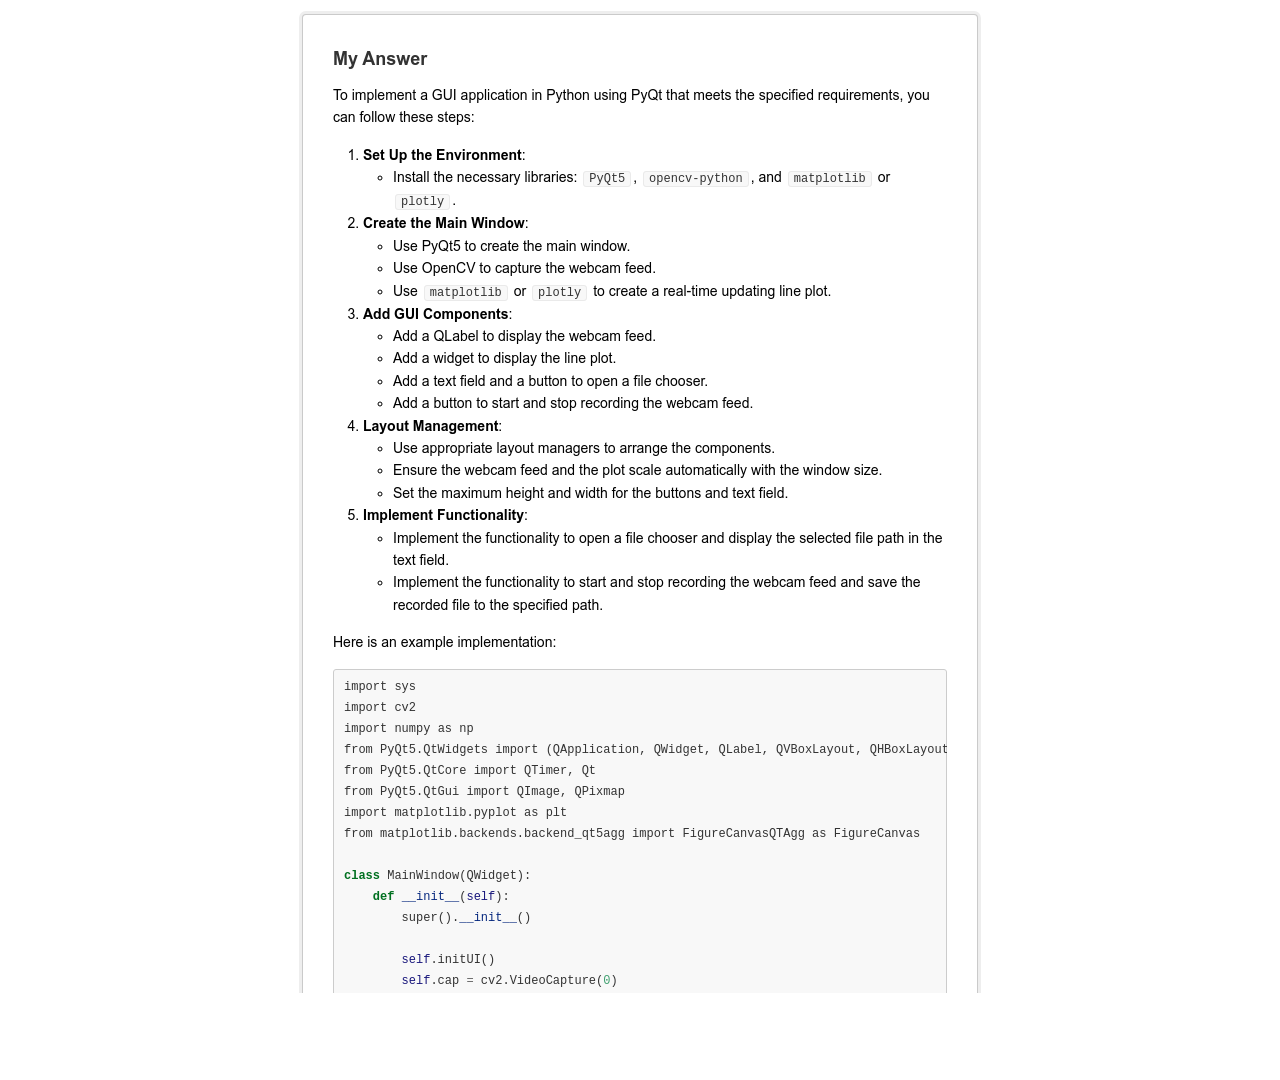 My Answer
To implement a GUI application in Python using PyQt that meets the specified requirements, you
can follow these steps:
1. Set Up the Environment:
◦ Install the necessary libraries: PyQt5 , opencv-python , and matplotlib or
plotly .
2. Create the Main Window:
◦ Use PyQt5 to create the main window.
◦ Use OpenCV to capture the webcam feed.
◦ Use matplotlib or plotly to create a real-time updating line plot.
3. Add GUI Components:
◦ Add a QLabel to display the webcam feed.
◦ Add a widget to display the line plot.
◦ Add a text field and a button to open a file chooser.
◦ Add a button to start and stop recording the webcam feed.
4. Layout Management:
◦ Use appropriate layout managers to arrange the components.
◦ Ensure the webcam feed and the plot scale automatically with the window size.
◦ Set the maximum height and width for the buttons and text field.
5. Implement Functionality:
◦ Implement the functionality to open a file chooser and display the selected file path in the
text field.
◦ Implement the functionality to start and stop recording the webcam feed and save the
recorded file to the specified path.
Here is an example implementation:
import sys
import cv2
import numpy as np
from PyQt5.QtWidgets import (QApplication, QWidget, QLabel, QVBoxLayout, QHBoxLayout
from PyQt5.QtCore import QTimer, Qt
from PyQt5.QtGui import QImage, QPixmap
import matplotlib.pyplot as plt
from matplotlib.backends.backend_qt5agg import FigureCanvasQTAgg as FigureCanvas
class MainWindow(QWidget):
    def __init__(self):
        super().__init__()
        self.initUI()
        self.cap = cv2.VideoCapture(0)